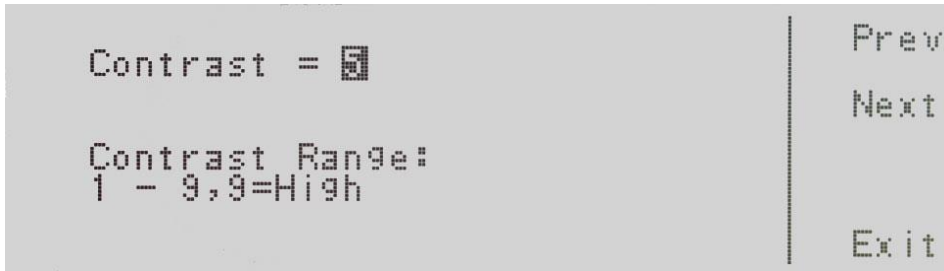 Contrast = 5
Contrast Range:
1 - 9,9=High
Prev
Next
Exit